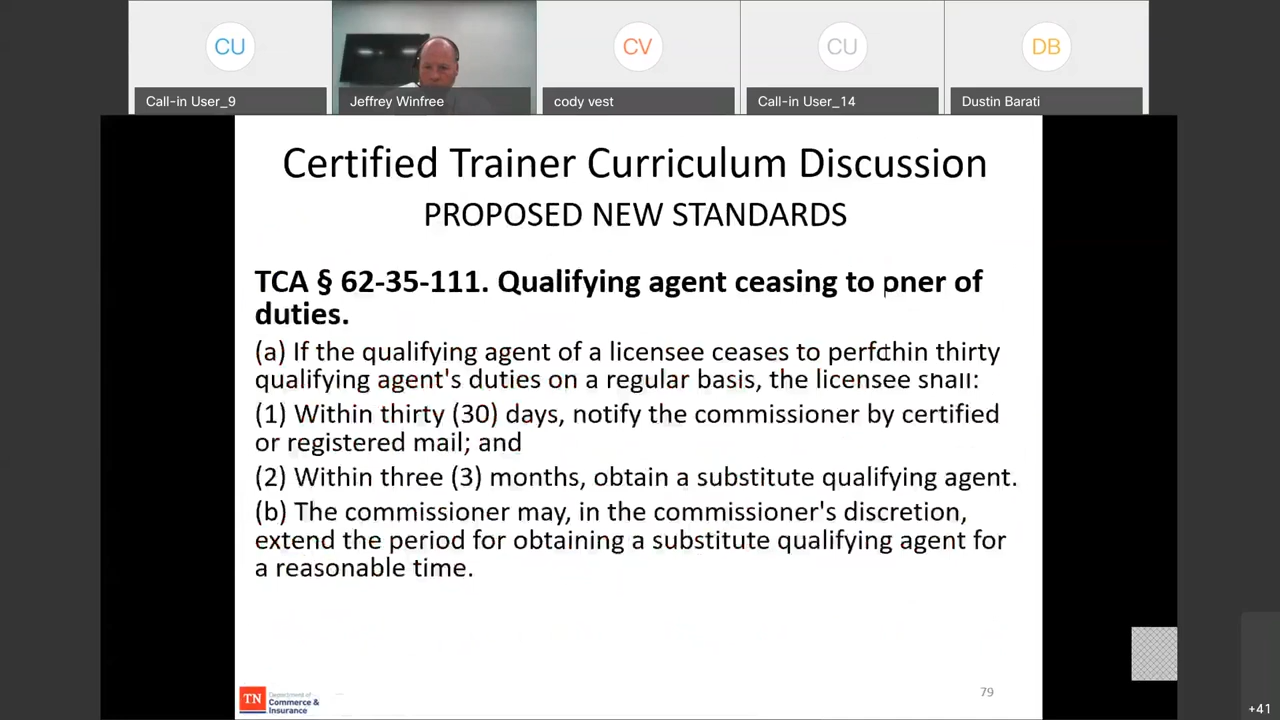 CU
CV
CU
DB
Call-in User_9
Jeffrey Winfree
cody vest
Call-in User_14
Dustin Barati
Certified Trainer Curriculum Discussion
PROPOSED NEW STANDARDS
TCA § 62-35-111. Qualifying agent ceasing to pner of
duties.
(a) If the qualifying agent of a licensee ceases to perfchin thirty
qualifying agent's duties on a regular basis, the licensee shall:
(1) Within thirty (30) days, notify the commissioner by certified
or registered mail; and
(2) Within three (3) months, obtain a substitute qualifying agent.
(b) The commissioner may, in the commissioner's discretion,
extend the period for obtaining a substitute qualifying agent for
a reasonable time.
TN
Department of
Commerce &
Insurance
79
+41